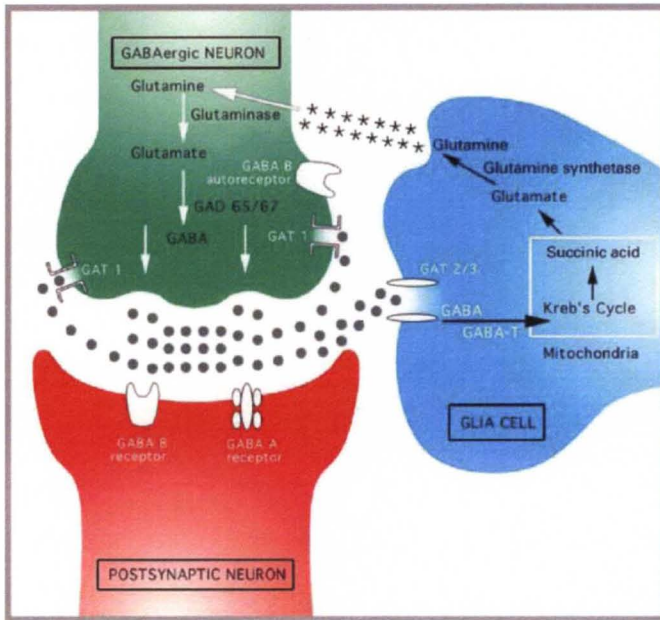 GABAergic NEURON
Glutamine
Glutaminase
Glutamate
GABA B
autoreceptor
GAD 65/67
GABA
GAT 1
GAT 1
Glutamine
Glutamine synthetase
Glutamate
Succinic acid
Kreb's Cycle
Mitochondria
GAT 2/3
GABA
GABA-T
GLIA CELL
GABA B
receptor
GABA A
receptor
POSTSYNAPTIC NEURON